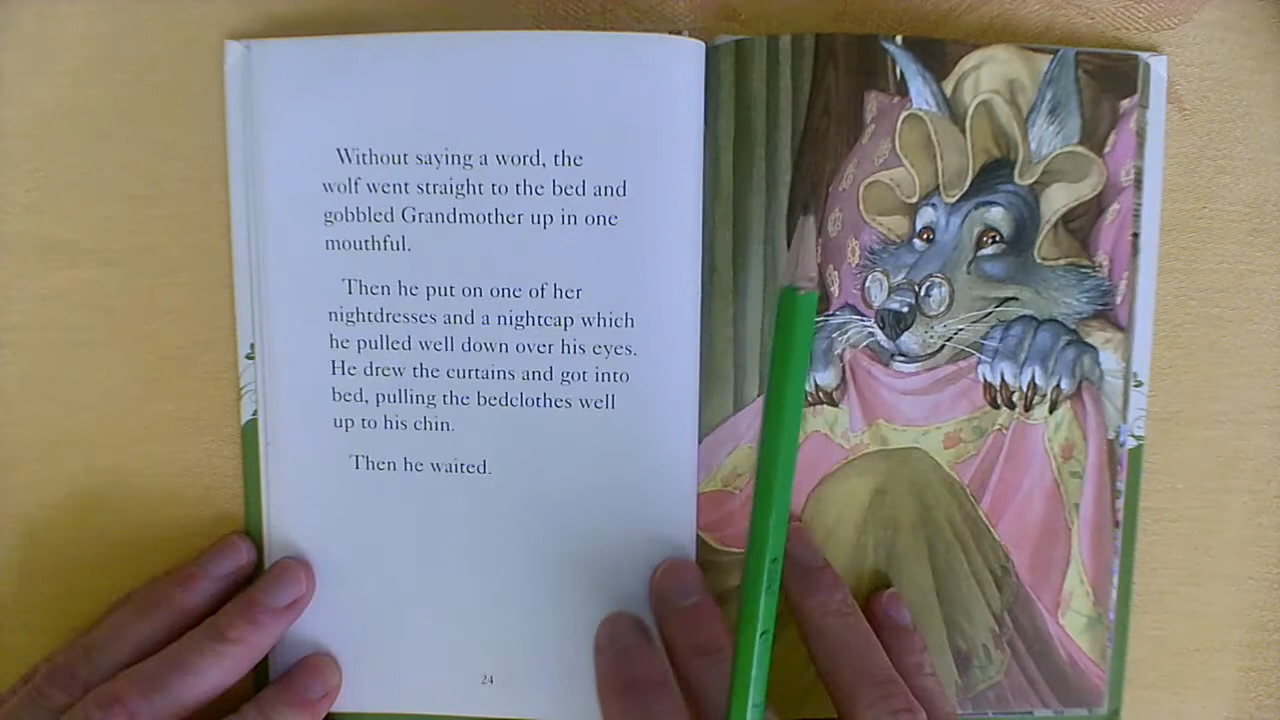 Without saying a word, the
wolf went straight to the bed and
gobbled Grandmother up in one
mouthful.
Then he put on one of her
nightdresses and a nightcap which
he pulled well down over his eyes.
He drew the curtains and got into
bed, pulling the bedclothes well
up to his chin.
Then he waited.
24